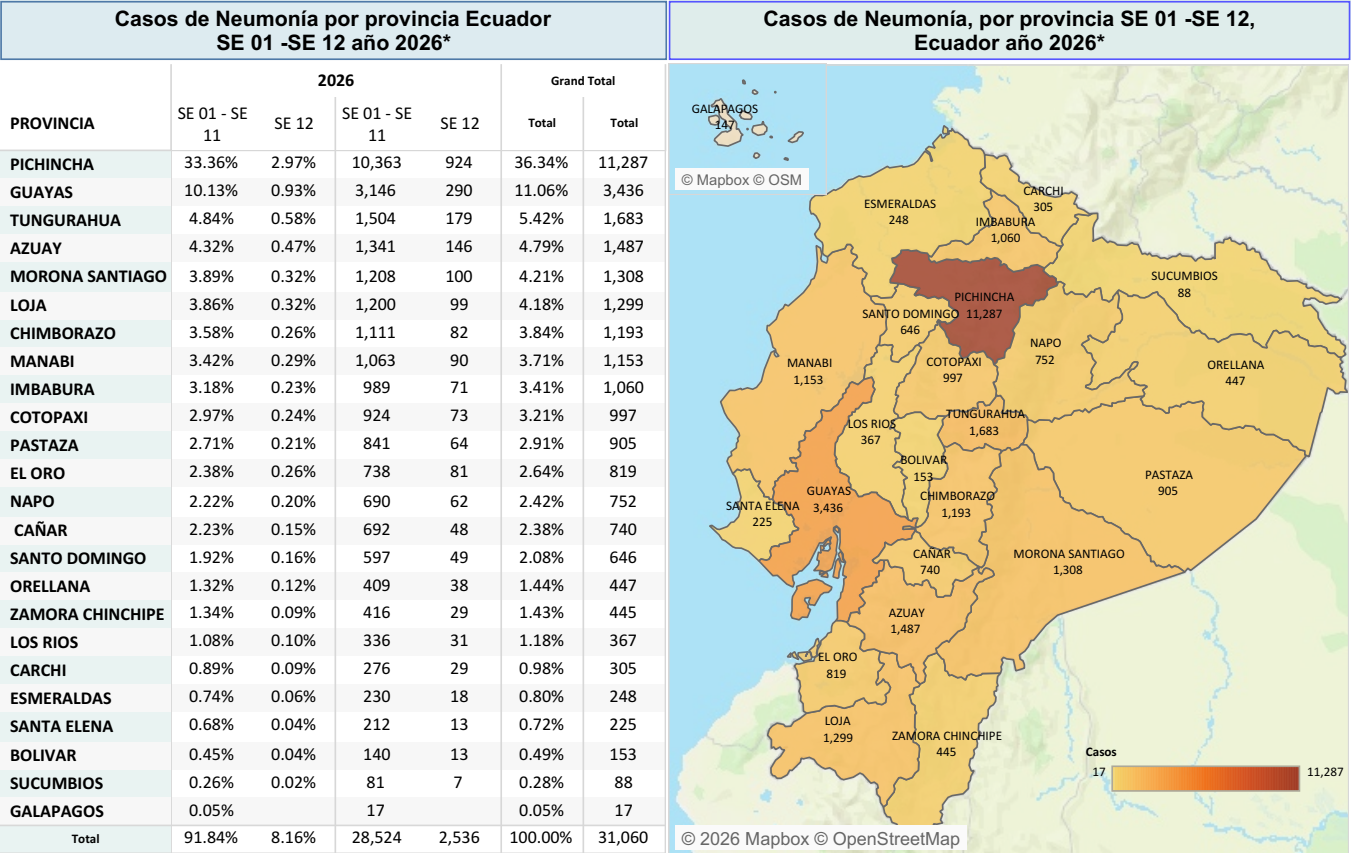 Casos de Neumonía por provincia Ecuador
SE 01 -SE 12 año 2026*
PROVINCIA
2026
Grand Total
SE 01 - SE 11 SE 12 SE 01 - SE 11 SE 12 Total Total
PICHINCHA 33.36% 2.97% 10,363 924 36.34% 11,287
GUAYAS 10.13% 0.93% 3,146 290 11.06% 3,436
TUNGURAHUA 4.84% 0.58% 1,504 179 5.42% 1,683
AZUAY 4.32% 0.47% 1,341 146 4.79% 1,487
MORONA SANTIAGO 3.89% 0.32% 1,208 100 4.21% 1,308
LOJA 3.86% 0.32% 1,200 99 4.18% 1,299
CHIMBORAZO 3.58% 0.26% 1,111 82 3.84% 1,193
MANABI 3.42% 0.29% 1,063 90 3.71% 1,153
IMBABURA 3.18% 0.23% 989 71 3.41% 1,060
COTOPAXI 2.97% 0.24% 924 73 3.21% 997
PASTAZA 2.71% 0.21% 841 64 2.91% 905
EL ORO 2.38% 0.26% 738 81 2.64% 819
NAPO 2.22% 0.20% 690 62 2.42% 752
CAÑAR 2.23% 0.15% 692 48 2.38% 740
SANTO DOMINGO 1.92% 0.16% 597 49 2.08% 646
ORELLANA 1.32% 0.12% 409 38 1.44% 447
ZAMORA CHINCHIPE 1.34% 0.09% 416 29 1.43% 445
LOS RIOS 1.08% 0.10% 336 31 1.18% 367
CARCHI 0.89% 0.09% 276 29 0.98% 305
ESMERALDAS 0.74% 0.06% 230 18 0.80% 248
SANTA ELENA 0.68% 0.04% 212 13 0.72% 225
BOLIVAR 0.45% 0.04% 140 13 0.49% 153
SUCUMBIOS 0.26% 0.02% 81 7 0.28% 88
GALAPAGOS 0.05% 17 0.05% 17
Total 91.84% 8.16% 28,524 2,536 100.00% 31,060
Casos de Neumonía, por provincia SE 01 -SE 12,
Ecuador año 2026*
GALAPAGOS
147
© Mapbox © OSM
CARCHI
305
ESMERALDAS
248
IMBABURA
1,060
SUCUMBIOS
88
PICHINCHA
11,287
SANTO DOMINGO
646
NAPO
752
MANABI
1,153
COTOPAXI
997
ORELLANA
447
TUNGURAHUA
1,683
LOS RIOS
367
BOLIVAR
153
PASTAZA
905
GUAYAS
3,436
CHIMBORAZO
1,193
SANTA ELENA
225
CAÑAR
740
MORONA SANTIAGO
1,308
AZUAY
1,487
EL ORO
819
LOJA
1,299
ZAMORA CHINCHIPE
445
Casos
17 11,287
© 2026 Mapbox © OpenStreetMap